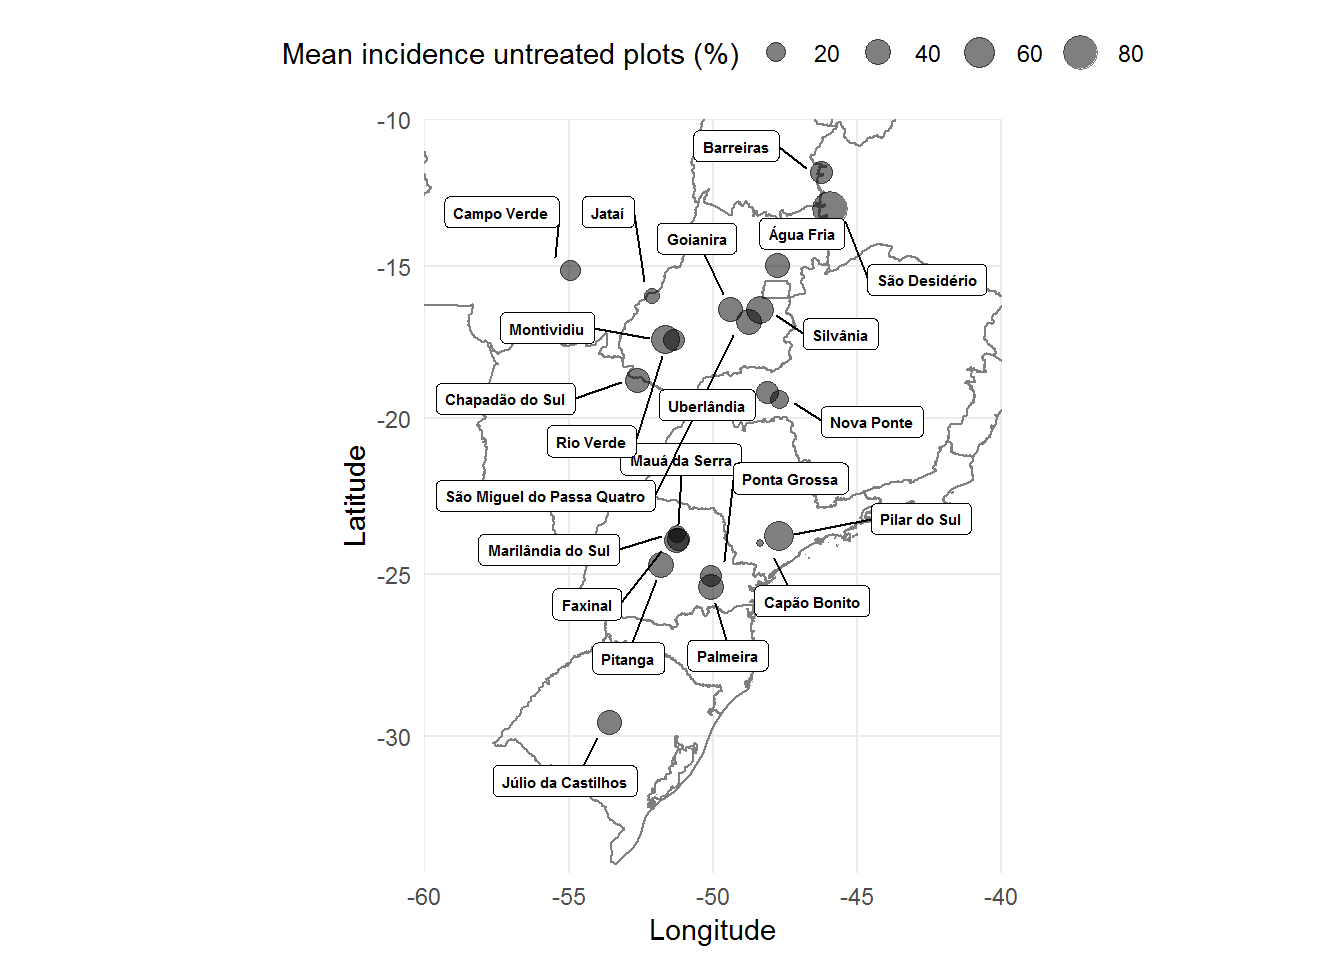 Mean incidence untreated plots (%) 20 40 60 80
-10
Barreiras
Campo Verde
Jataí
Goianira
Água Fria
-15
São Desidério
Montividiu
Silvânia
Chapadão do Sul
Uberlândia
-20
Nova Ponte
Rio Verde
Mauá da Serra
Ponta Grossa
São Miguel do Passa Quatro
Latitude
Pilar do Sul
Marilândia do Sul
-25
Faxinal
Capão Bonito
Pitanga
Palmeira
-30
Júlio da Castilhos
-60 -55 -50 -45 -40
Longitude